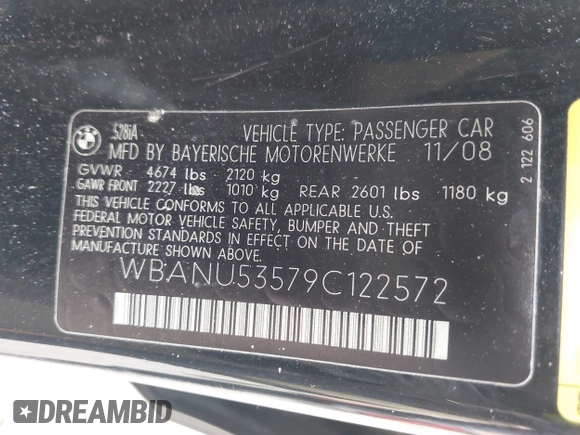 BMW
528iA VEHICLE TYPE: PASSENGER CAR
MFD BY BAYERISCHE MOTORENWERKE 11/08
GVWR 4674 lbs 2120 kg
GAWR FRONT 2227 lbs 1010 kg REAR 2601 lbs 1180 kg
THIS VEHICLE CONFORMS TO ALL APPLICABLE U.S.
FEDERAL MOTOR VEHICLE SAFETY, BUMPER AND THEFT
PREVENTION STANDARDS IN EFFECT ON THE DATE OF
MANUFACTURE SHOWN ABOVE.
WBANU53579C122572
2 122 606
DREAMBID